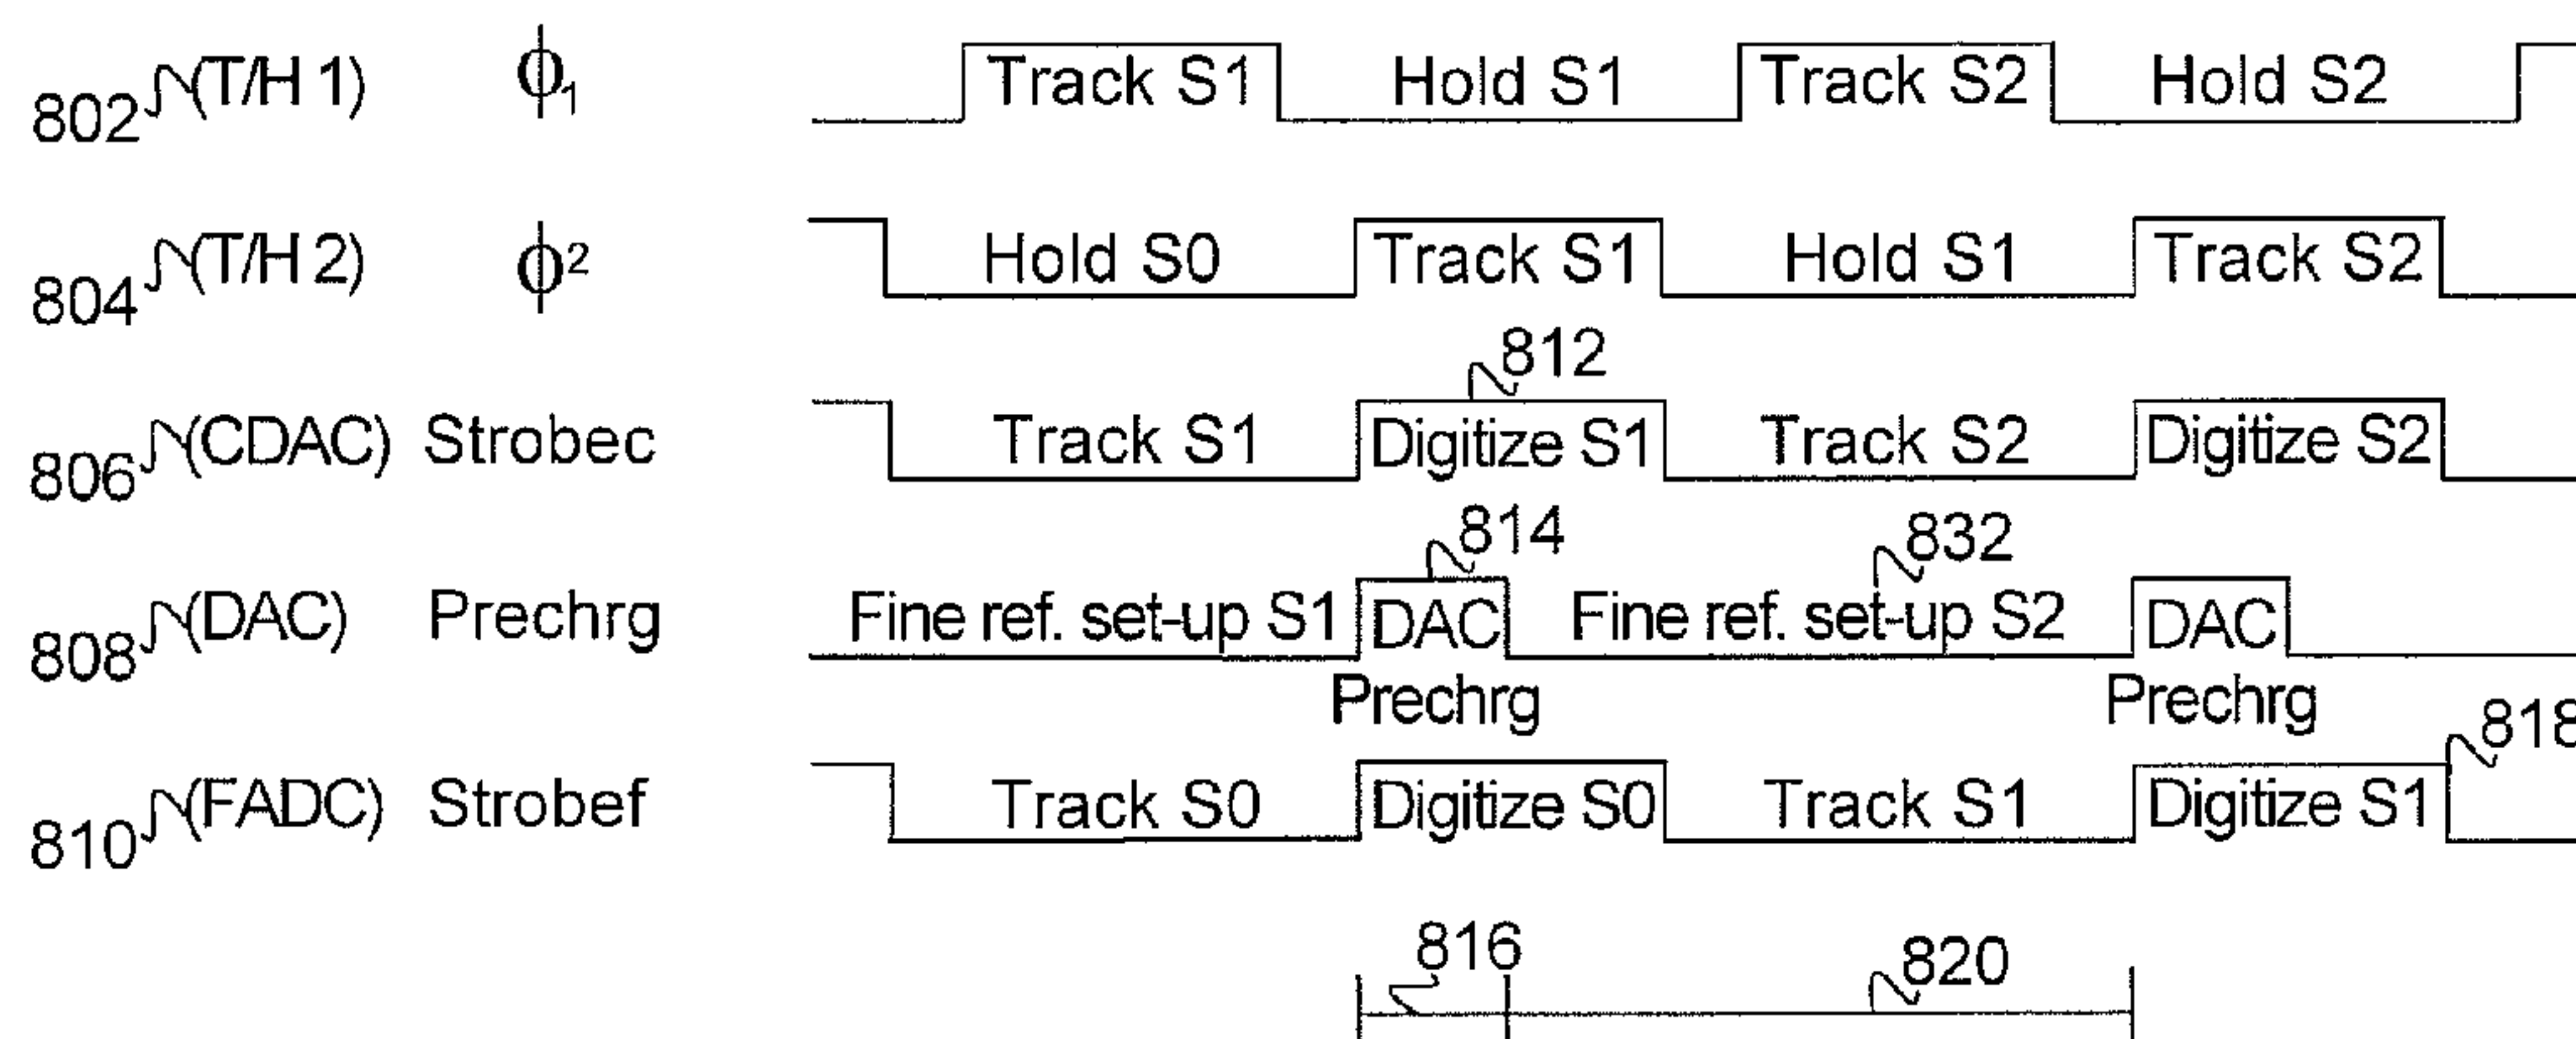 802 (T/H 1) ϕ1 Track S1 Hold S1 Track S2 Hold S2
804 (T/H 2) ϕ2 Hold S0 Track S1 Hold S1 Track S2
812
806 (CDAC) Strobec Track S1 Digitize S1 Track S2 Digitize S2
814 832
808 (DAC) Prechrg Fine ref. set-up S1 DAC Fine ref. set-up S2 DAC
Prechrg Prechrg
818
810 (FADC) Strobef Track S0 Digitize S0 Track S1 Digitize S1
816 820